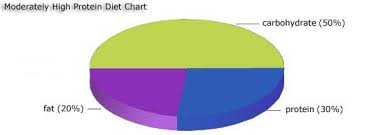 Moderately High Protein Diet Chart
carbohydrate (50%)
fat (20%)
protein (30%)